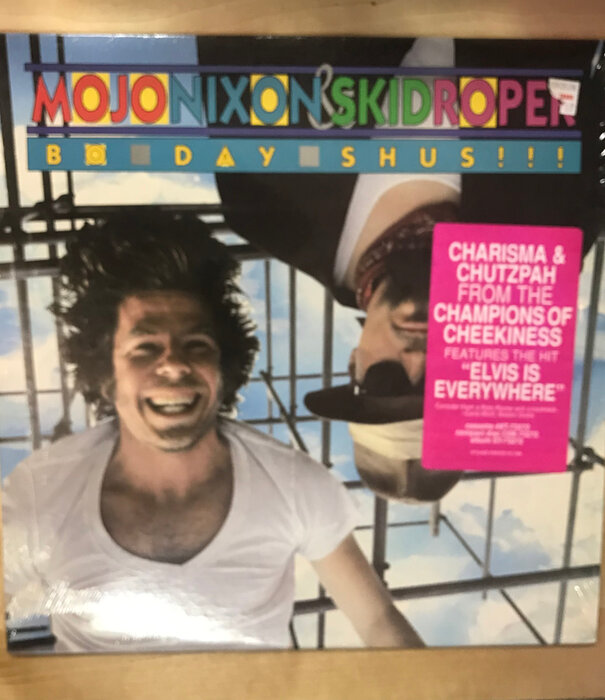 MOJO NIXON & SKID ROPER
BO DAY SHUS!!!
CHARISMA &
CHUTZPAH
FROM THE
CHAMPIONS OF
CHEEKINESS
FEATURES THE HIT
"ELVIS IS
EVERYWHERE"